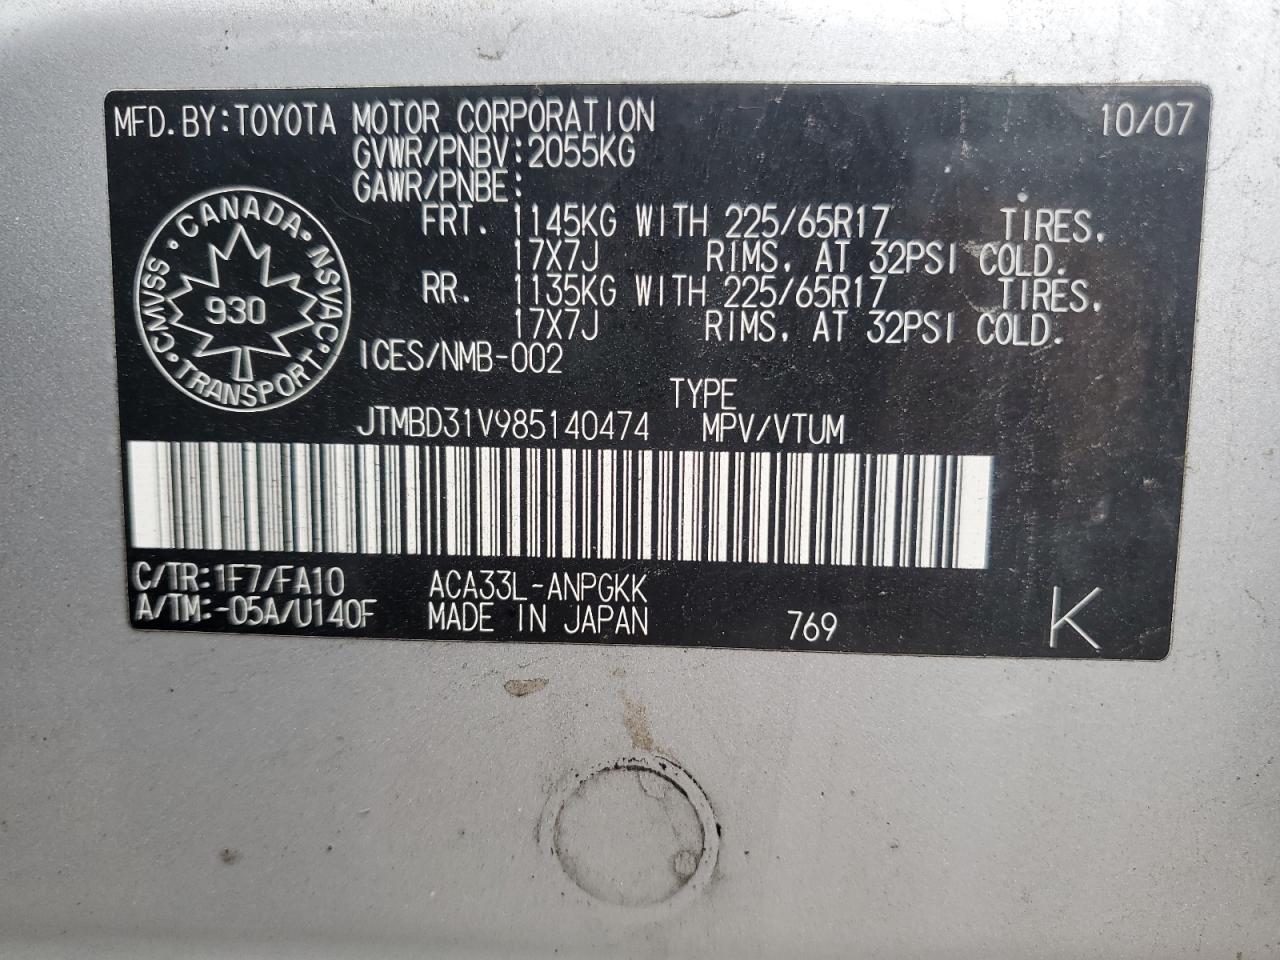 MFD.BY:TOYOTA MOTOR CORPORATION 10/07
GVWR/PNBV:2055KG
GAWR/PNBE:
FRT. 1145KG WITH 225/65R17 TIRES.
17X7J RIMS. AT 32PSI COLD.
RR. 1135KG WITH 225/65R17 TIRES.
17X7J RIMS. AT 32PSI COLD.
CANADA · NSVAC · TRANSPORT · CMVSS ·
930
ICES/NMB-002
TYPE
JTMBD31V985140474 MPV/VTUM
C/TR:1F7/FA10 ACA33L-ANPGKK
A/TM:-05A/U140F MADE IN JAPAN 769 K